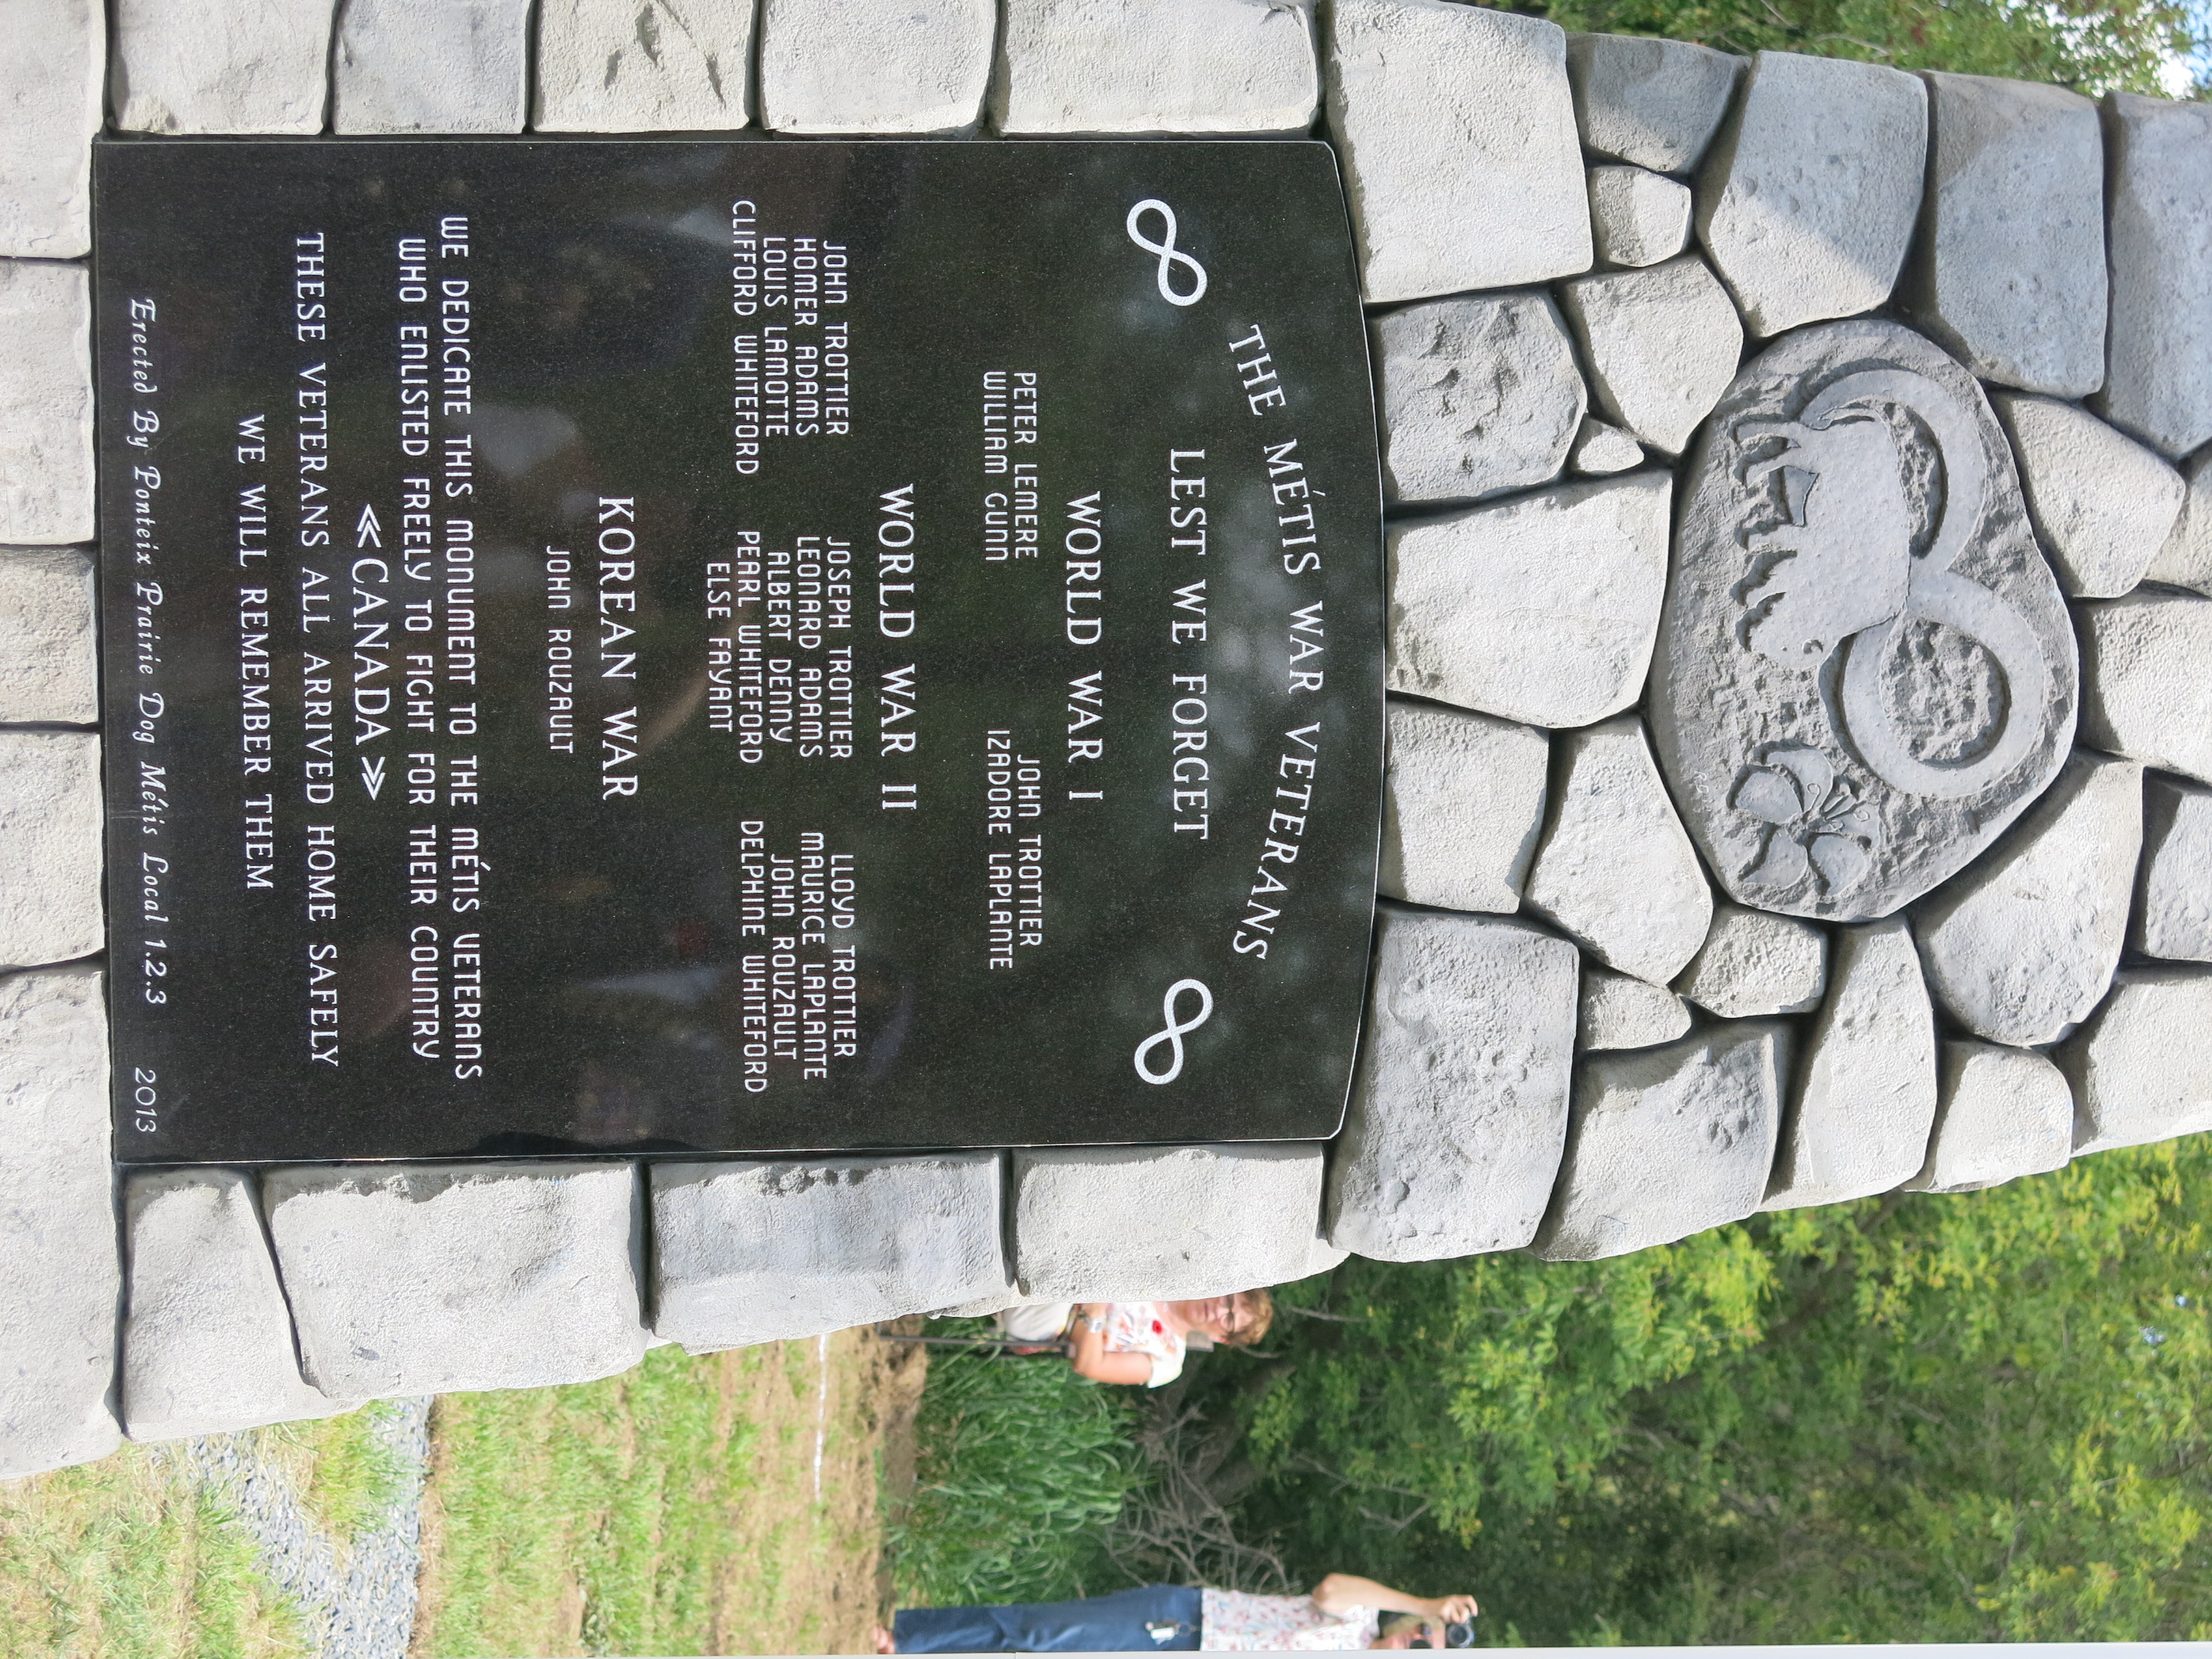 THE MÉTIS WAR VETERANS
LEST WE FORGET
WORLD WAR I
PETER LEMERE JOHN TROTTIER
WILLIAM GUNN IZADORE LAPLANTE
WORLD WAR II
JOHN TROTTIER JOSEPH TROTTIER LLOYD TROTTIER
HOMER ADAMS LEONARD ADAMS MAURICE LAPLANTE
LOUIS LAMOTTE ALBERT DENNY JOHN ROUZAULT
CLIFFORD WHITEFORD PEARL WHITEFORD DELPHINE WHITEFORD
ELSE FAYANT
KOREAN WAR
JOHN ROUZAULT
WE DEDICATE THIS MONUMENT TO THE MÉTIS VETERANS
WHO ENLISTED FREELY TO FIGHT FOR THEIR COUNTRY
≪CANADA≫
THESE VETERANS ALL ARRIVED HOME SAFELY
WE WILL REMEMBER THEM
Erected By Ponteix Prairie Dog Métis Local 1.2.3 2013